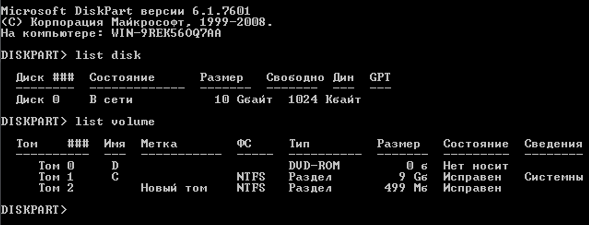 Microsoft DiskPart версии 6.1.7601
(C) Корпорация Майкрософт, 1999-2008.
На компьютере: WIN-9REK56OQ7AA
DISKPART> list disk
Диск ### Состояние Размер Свободно Дин GPT
-------- ------------- ------- ------- --- ---
Диск 0 В сети 10 Gбайт 1024 Kбайт
DISKPART> list volume
Том ### Имя Метка ФС Тип Размер Состояние Сведения
---------- --- ----------- ----- ---------- ------- --------- --------
Том 0 D DVD-ROM 0 б Нет носит
Том 1 C NTFS Раздел 9 Gб Исправен Системны
Том 2 Новый том NTFS Раздел 499 Mб Исправен
DISKPART>